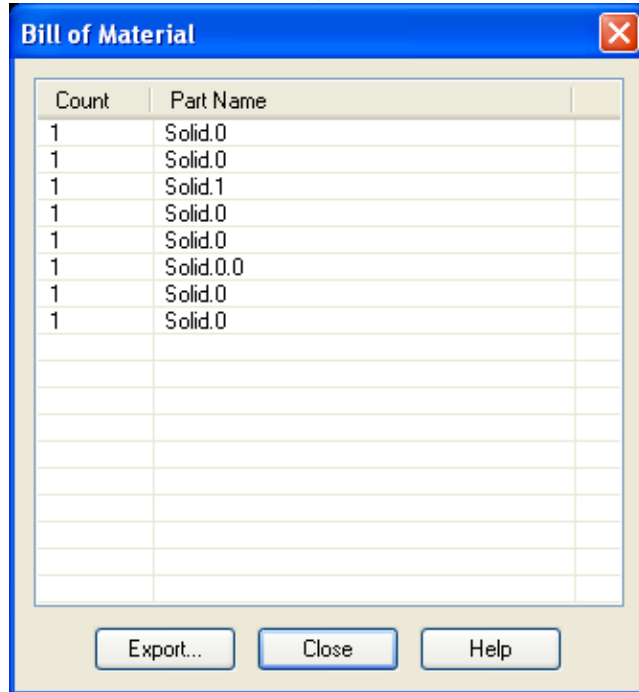 Bill of Material
Count Part Name
1 Solid.0
1 Solid.0
1 Solid.1
1 Solid.0
1 Solid.0
1 Solid.0.0
1 Solid.0
1 Solid.0
Export... Close Help